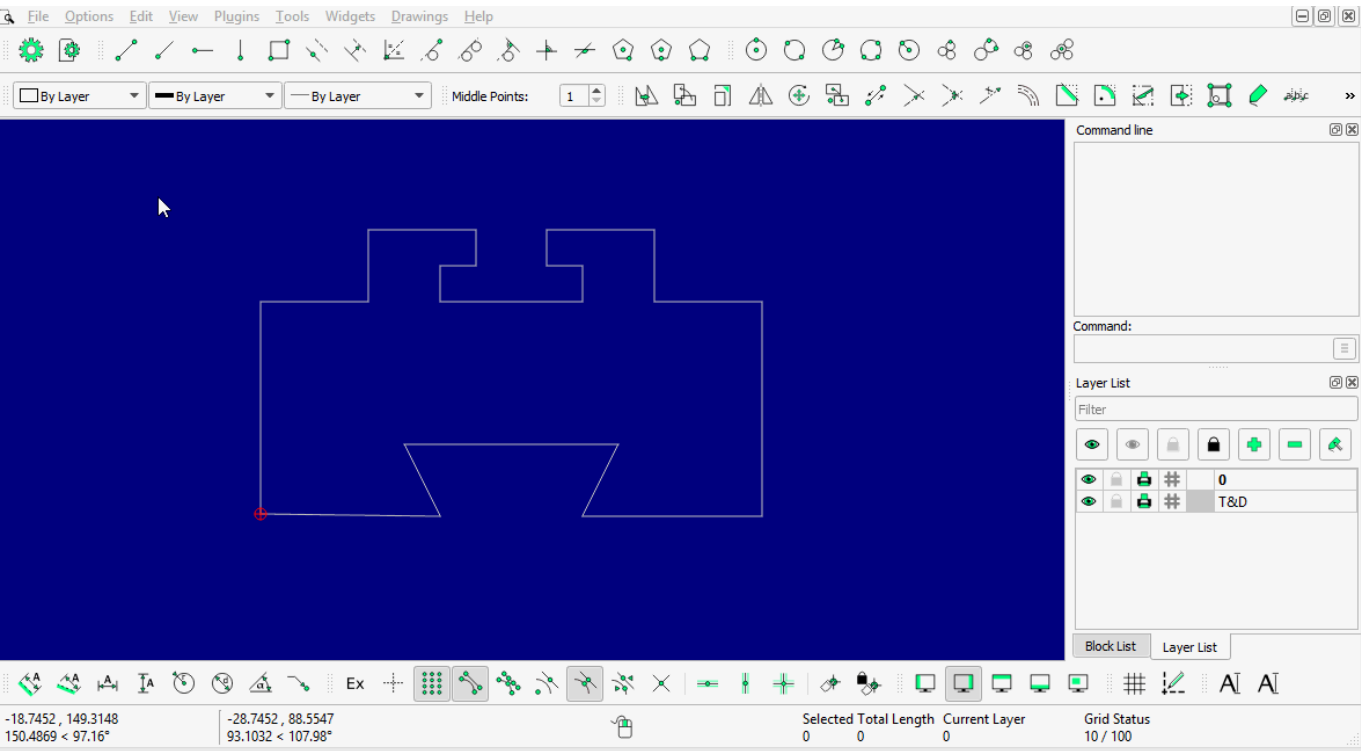 File Options Edit View Plugins Tools Widgets Drawings Help
By Layer By Layer By Layer Middle Points: 1 abc »
Command line
Command:
Layer List
Filter
0
T&D
Block List Layer List
A A A Ex AI AI
-18.7452 , 149.3148 -28.7452 , 88.5547 Selected Total Length Current Layer Grid Status
150.4869 < 97.16° 93.1032 < 107.98° 0 0 0 10 / 100